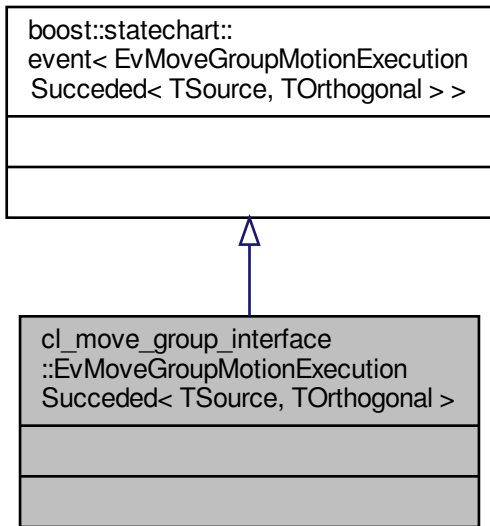 boost::statechart::
event< EvMoveGroupMotionExecution
Succeded< TSource, TOrthogonal > >
cl_move_group_interface
::EvMoveGroupMotionExecution
Succeded< TSource, TOrthogonal >